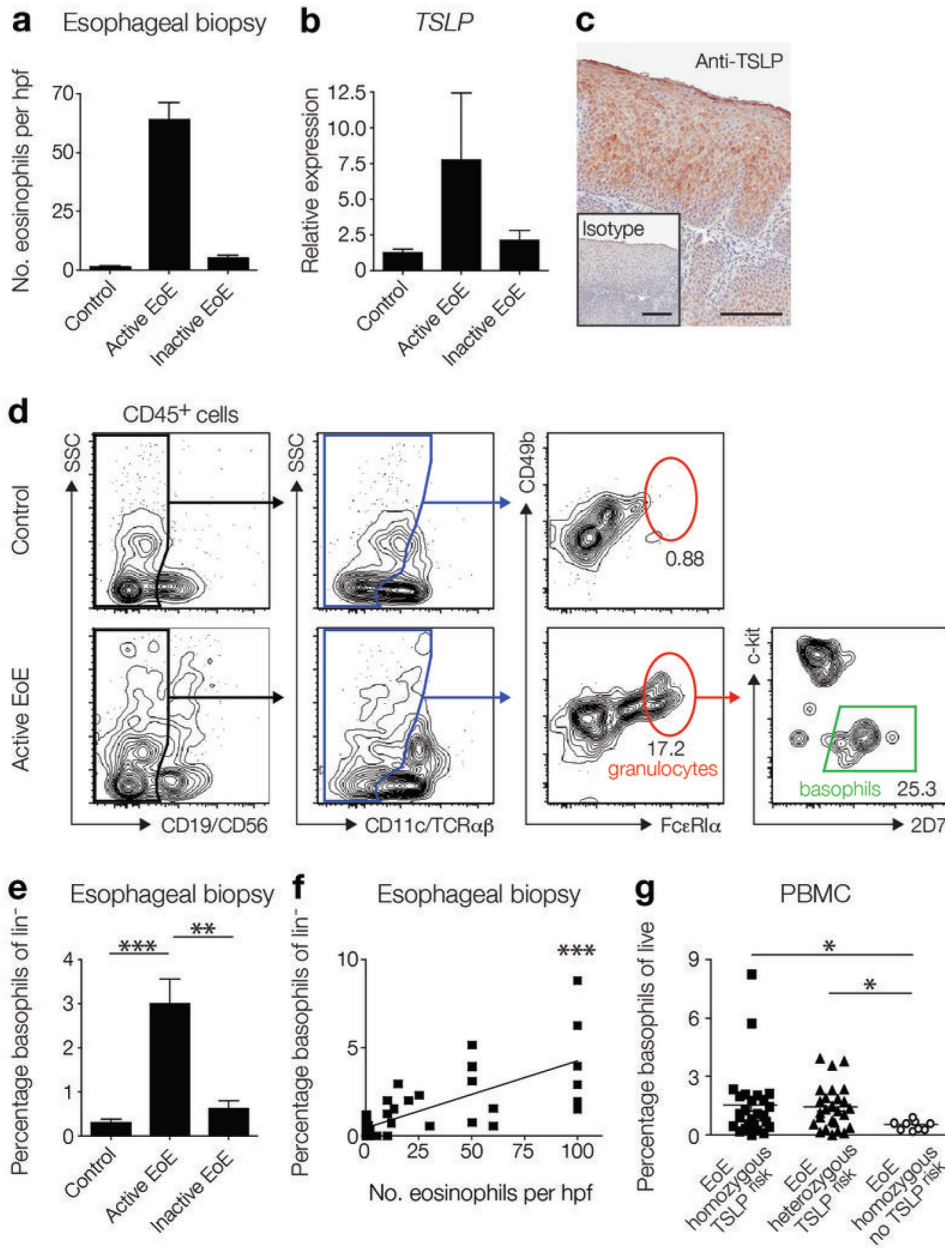 a Esophageal biopsy
No. eosinophils per hpf
70
50
25
0
Control
Active EoE
Inactive EoE
b TSLP
Relative expression
12.5
10.0
7.5
5.0
2.5
0
Control
Active EoE
Inactive EoE
c
Anti-TSLP
Isotype
d
CD45⁺ cells
Control
SSC
SSC
CD49b
0.88
Active EoE
17.2
granulocytes
c-kit
basophils 25.3
CD19/CD56
CD11c/TCRαβ
FcεRIα
2D7
e Esophageal biopsy
Percentage basophils of lin⁻
4
3
2
1
0
*** **
Control
Active EoE
Inactive EoE
f Esophageal biopsy
Percentage basophils of lin⁻
10
5
0
***
0 25 50 75 100
No. eosinophils per hpf
g PBMC
Percentage basophils of live
9
6
3
0
*
*
EoE
homozygous
TSLP risk
EoE
heterozygous
TSLP risk
EoE
homozygous
no TSLP risk